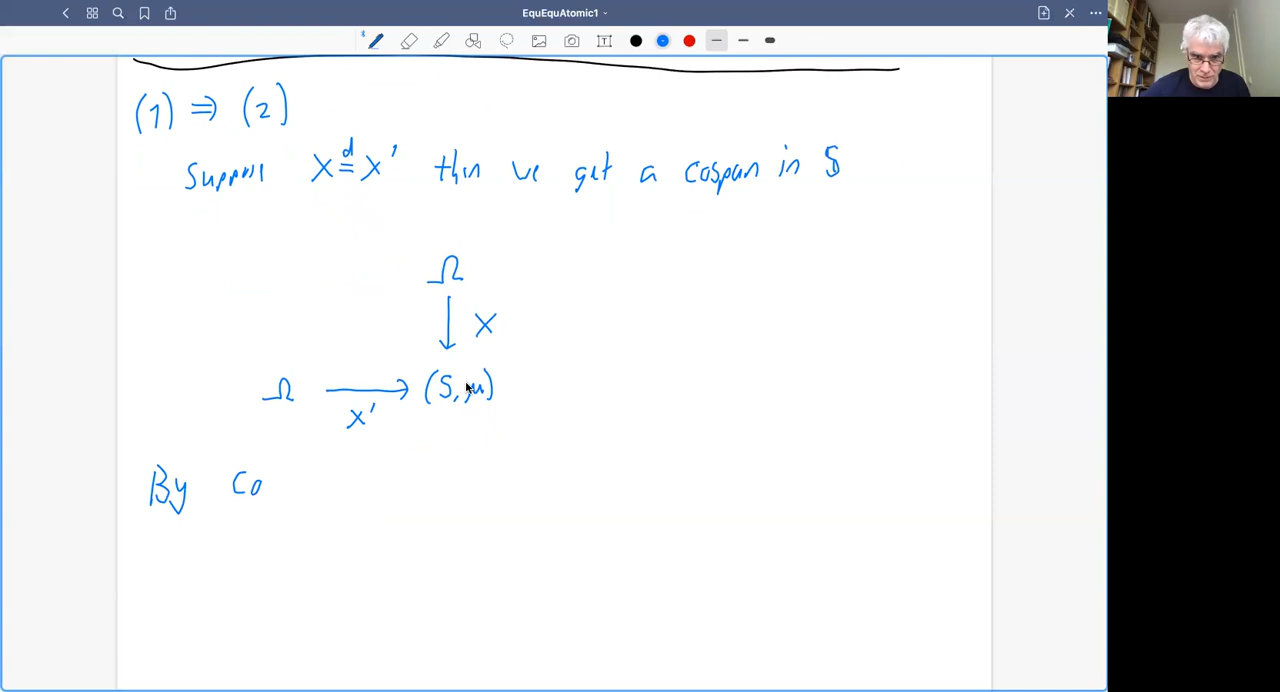 EquEquAtomic1
(1) ⇒ (2)
Suppose X =ᵈ X' then we get a cospan in 𝕊
Ω
↓ X
Ω → (S, μ)
X'
By Co